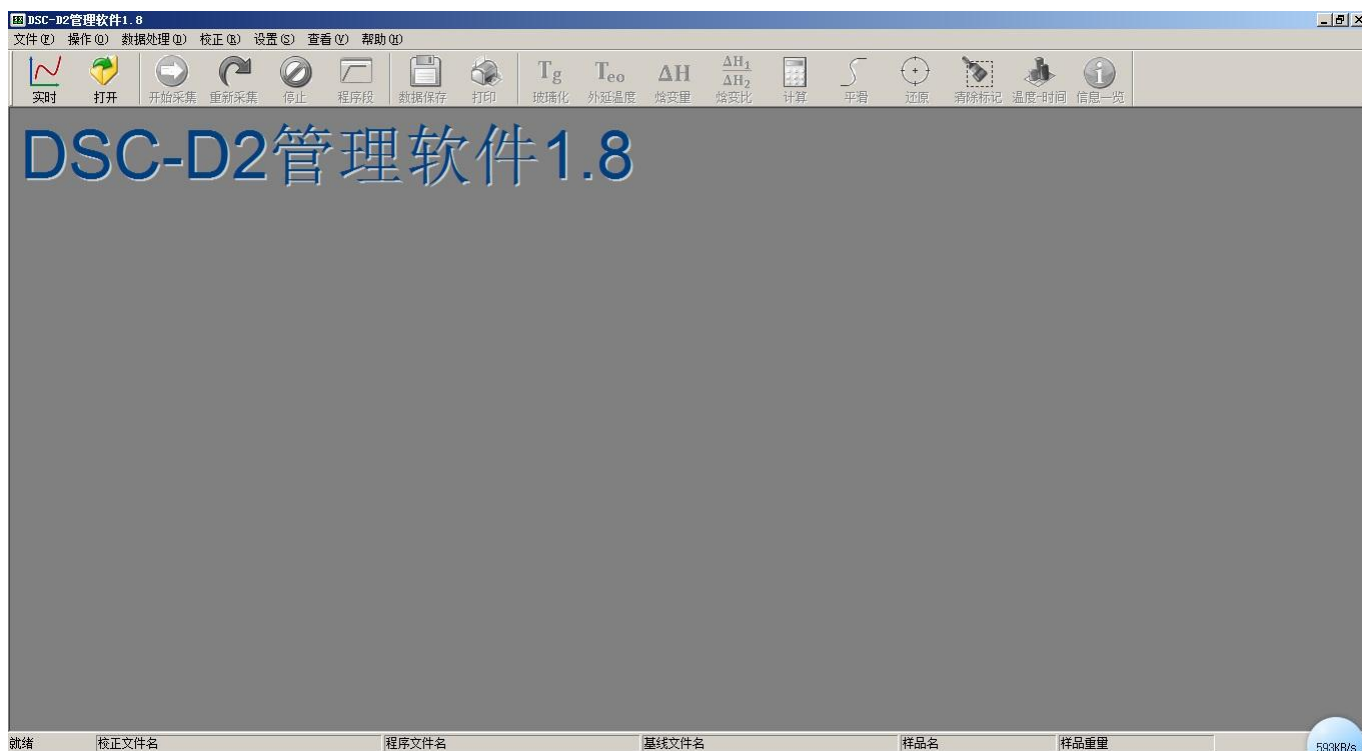 DSC-D2管理软件1.8
文件(F) 操作(O) 数据处理(D) 校正(R) 设置(S) 查看(V) 帮助(H)
Tg Teo ΔH ΔH1
ΔH2
实时 打开 开始采集 重新采集 停止 程序段 数据保存 打印 玻璃化 外延温度 焓变里 焓变比 计算 平滑 还原 清除标记 温度-时间 信息一览
DSC-D2管理软件1.8
就绪 校正文件名 程序文件名 基线文件名 样品名 样品重量
593KB/s